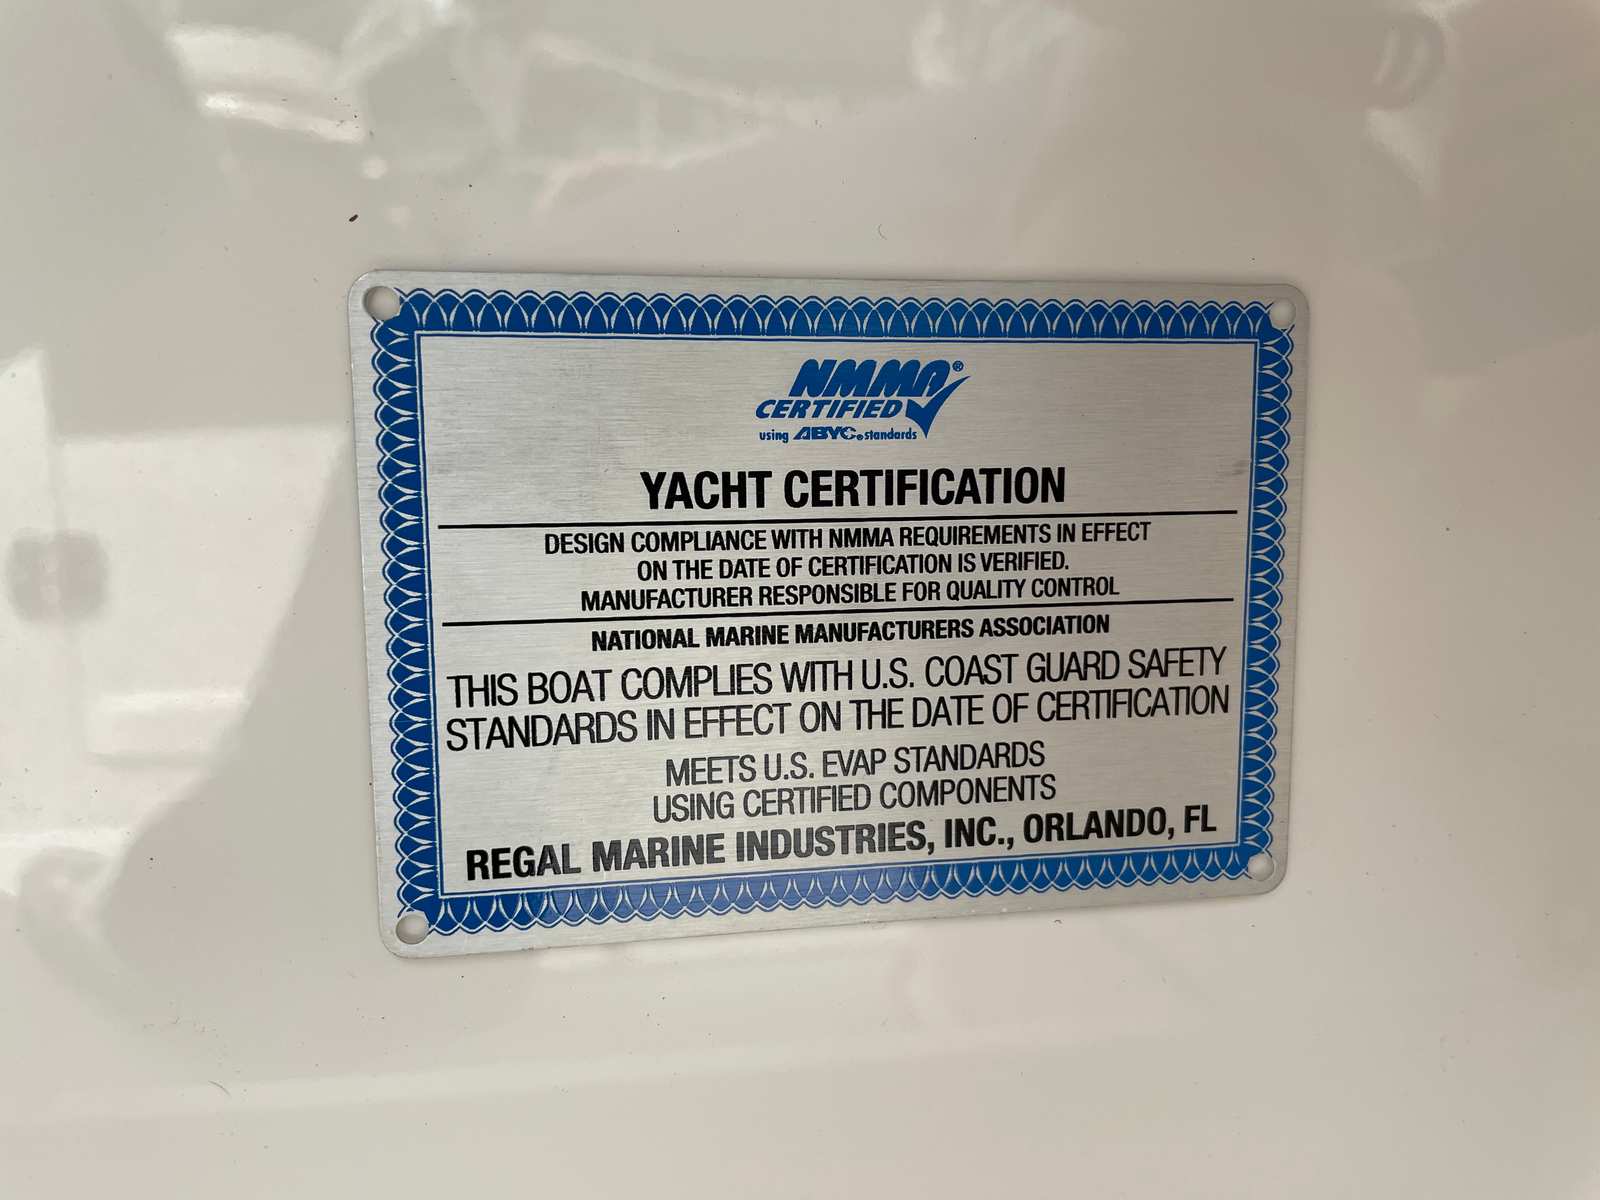 NMMA®
CERTIFIED
using ABYC® standards
YACHT CERTIFICATION
DESIGN COMPLIANCE WITH NMMA REQUIREMENTS IN EFFECT
ON THE DATE OF CERTIFICATION IS VERIFIED.
MANUFACTURER RESPONSIBLE FOR QUALITY CONTROL
NATIONAL MARINE MANUFACTURERS ASSOCIATION
THIS BOAT COMPLIES WITH U.S. COAST GUARD SAFETY
STANDARDS IN EFFECT ON THE DATE OF CERTIFICATION
MEETS U.S. EVAP STANDARDS
USING CERTIFIED COMPONENTS
REGAL MARINE INDUSTRIES, INC., ORLANDO, FL